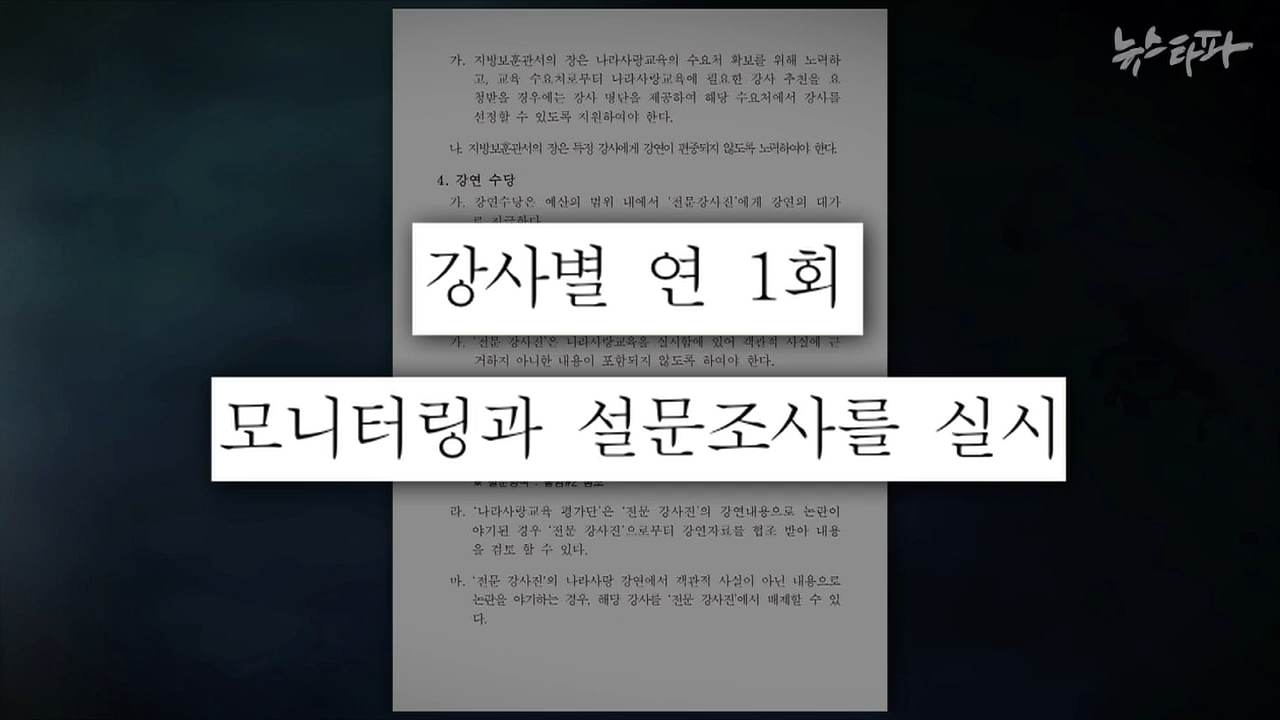 뉴스타파
가. 지방보훈관서의 장은 나라사랑교육의 수요처 확보를 위해 노력하
고, 교육 수요처로부터 나라사랑교육에 필요한 강사 추천을 요
청받을 경우에는 강사 명단을 제공하여 해당 수요처에서 강사를
선정할 수 있도록 지원하여야 한다.
나. 지방보훈관서의 장은 특정 강사에게 강연이 편중되지 않도록 노력하여야 한다.
4. 강연 수당
가. 강연수당은 예산의 범위 내에서 '전문강사진'에게 강연의 대가
로 지급한다.
강사별 연 1회
가. '전문 강사진'은 나라사랑교육을 실시함에 있어 객관적 사실에 근
거하지 아니한 내용이 포함되지 않도록 하여야 한다.
모니터링과 설문조사를 실시
라. '나라사랑교육 평가단'은 '전문 강사진'의 강연내용으로 논란이
야기된 경우 '전문 강사진'으로부터 강연자료를 협조 받아 내용
을 검토 할 수 있다.
마. '전문 강사진'의 나라사랑 강연에서 객관적 사실이 아닌 내용으로
논란을 야기하는 경우, 해당 강사를 '전문 강사진'에서 배제할 수 있
다.